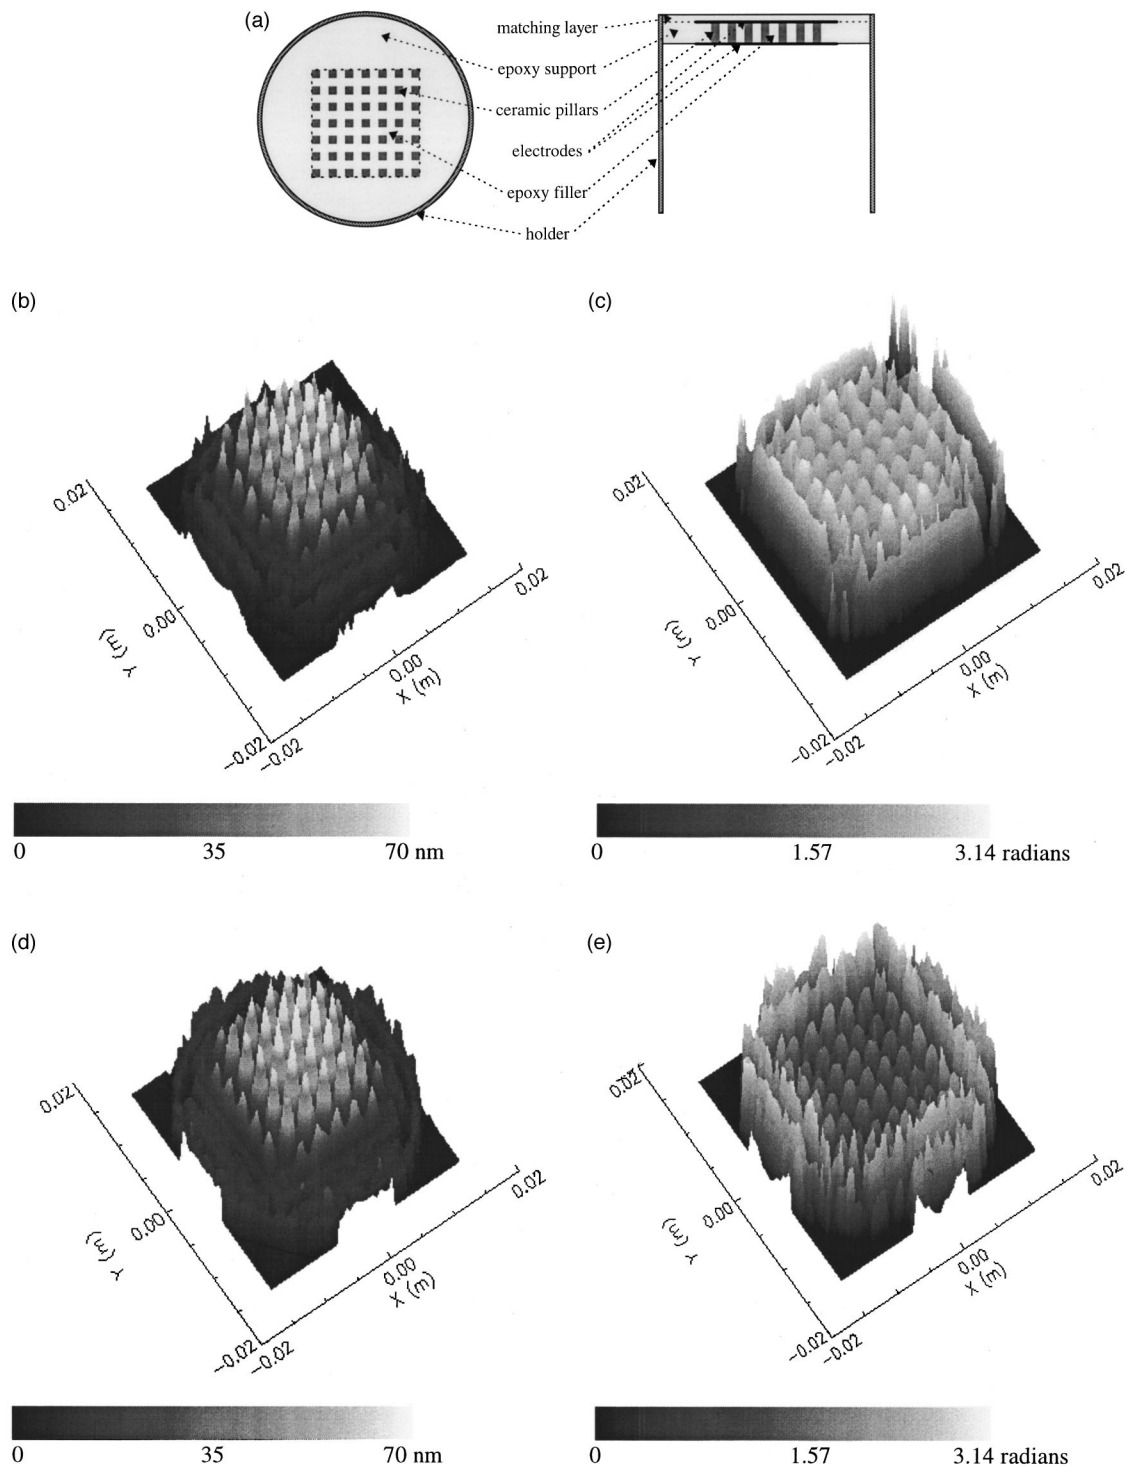 (a)
matching layer
epoxy support
ceramic pillars
electrodes
epoxy filler
holder
(b)
0.02
0.00
Y (m)
-0.02
-0.02
0.00
X (m)
0.02
0 35 70 nm
(c)
0.02
0.00
Y (m)
-0.02
-0.02
0.00
X (m)
0.02
0 1.57 3.14 radians
(d)
0.02
0.00
Y (m)
-0.02
-0.02
0.00
X (m)
0.02
0 35 70 nm
(e)
0.02
0.00
Y (m)
-0.02
-0.02
0.00
X (m)
0.02
0 1.57 3.14 radians